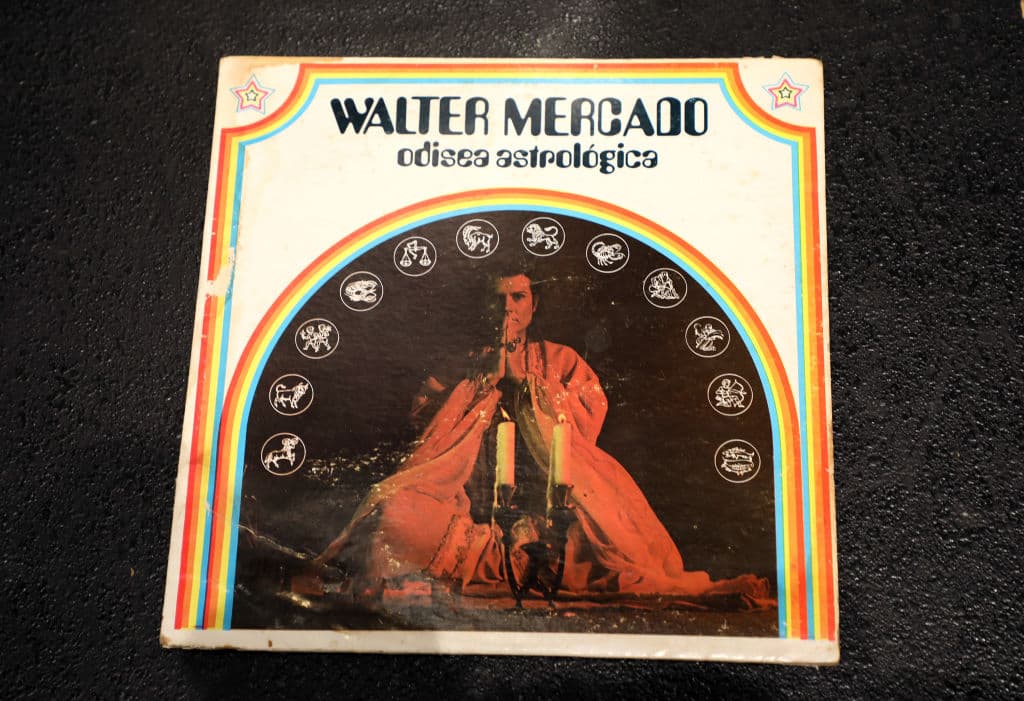 WALTER MERCADO
odisea astrológica